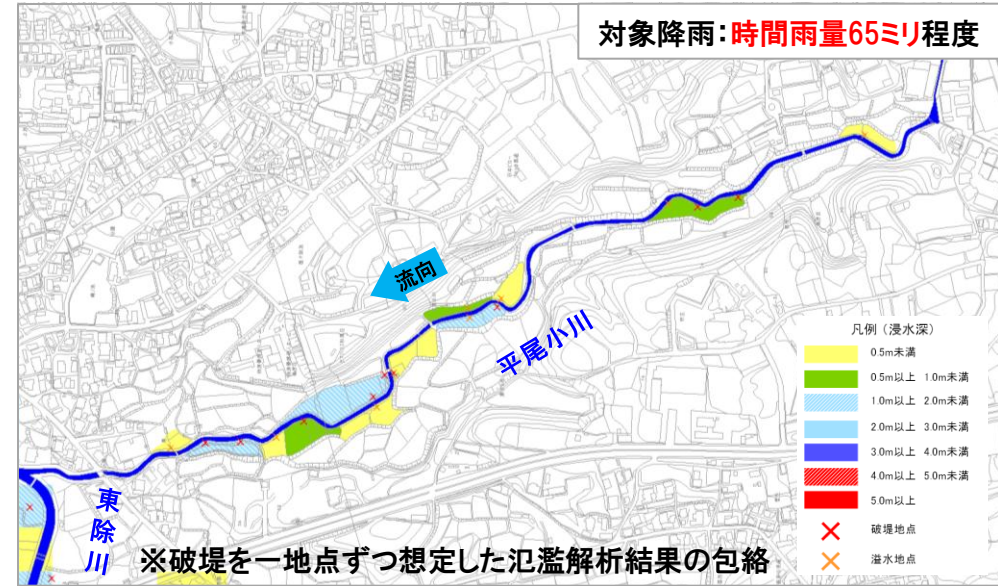 対象降雨：時間雨量65ミリ程度
流向
平尾小川
東除川
凡例（浸水深）
0.5m未満
0.5m以上 1.0m未満
1.0m以上 2.0m未満
2.0m以上 3.0m未満
3.0m以上 4.0m未満
4.0m以上 5.0m未満
5.0m以上
破堤地点
溢水地点
※破堤を一地点ずつ想定した氾濫解析結果の包絡